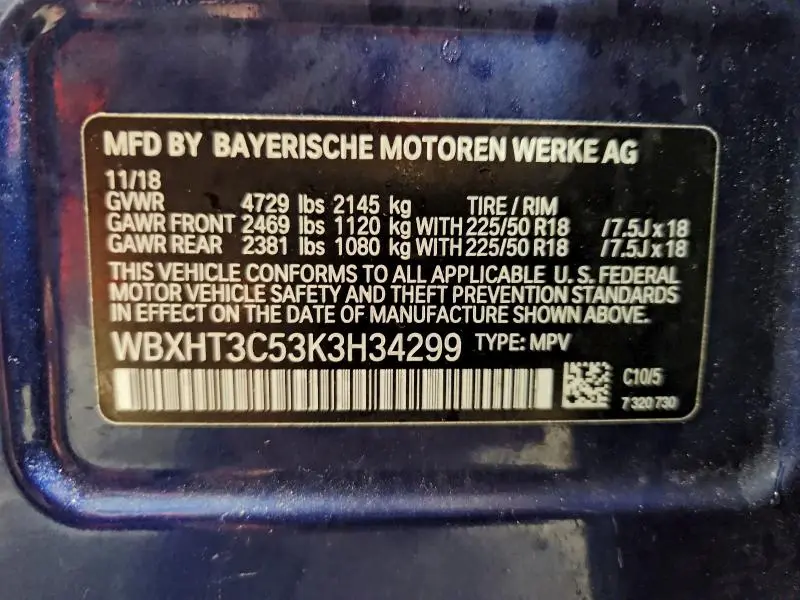 MFD BY BAYERISCHE MOTOREN WERKE AG
11/18
GVWR 4729 lbs 2145 kg TIRE / RIM
GAWR FRONT 2469 lbs 1120 kg WITH 225/50 R18 /7.5J x 18
GAWR REAR 2381 lbs 1080 kg WITH 225/50 R18 /7.5J x 18
THIS VEHICLE CONFORMS TO ALL APPLICABLE U. S. FEDERAL
MOTOR VEHICLE SAFETY AND THEFT PREVENTION STANDARDS
IN EFFECT ON THE DATE OF MANUFACTURE SHOWN ABOVE.
WBXHT3C53K3H34299 TYPE: MPV
C10/5
7 320 730